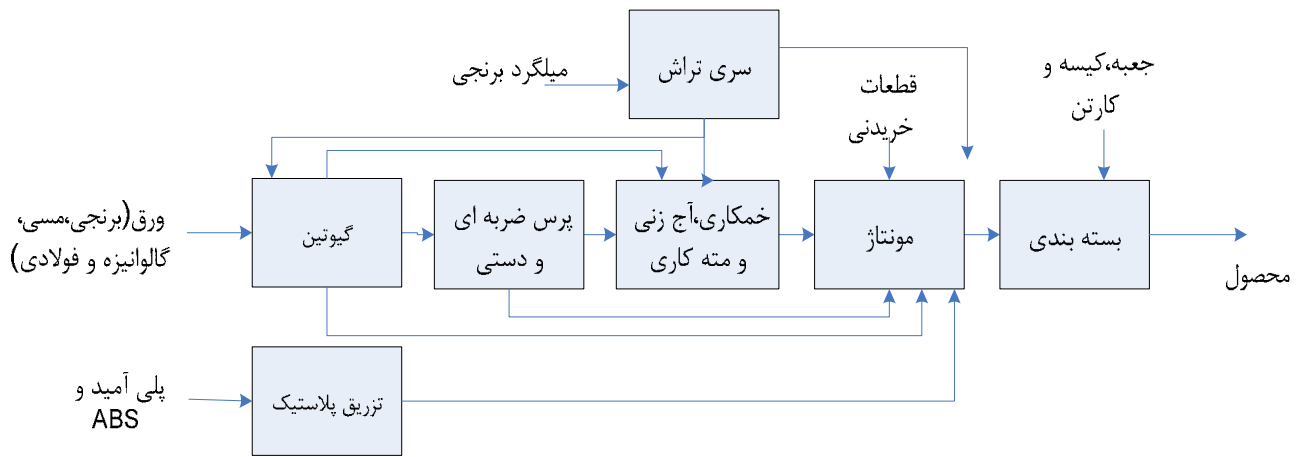 سری تراش
میلگرد برنجی
جعبه،کیسه و
کارتن
قطعات
خریدنی
ورق(برنجی،مسی،
گالوانیزه و فولادی)
گیوتین
پرس ضربه ای
و دستی
خمکاری،آج زنی
و مته کاری
مونتاژ
بسته بندی
محصول
پلی آمید و
ABS
تزریق پلاستیک